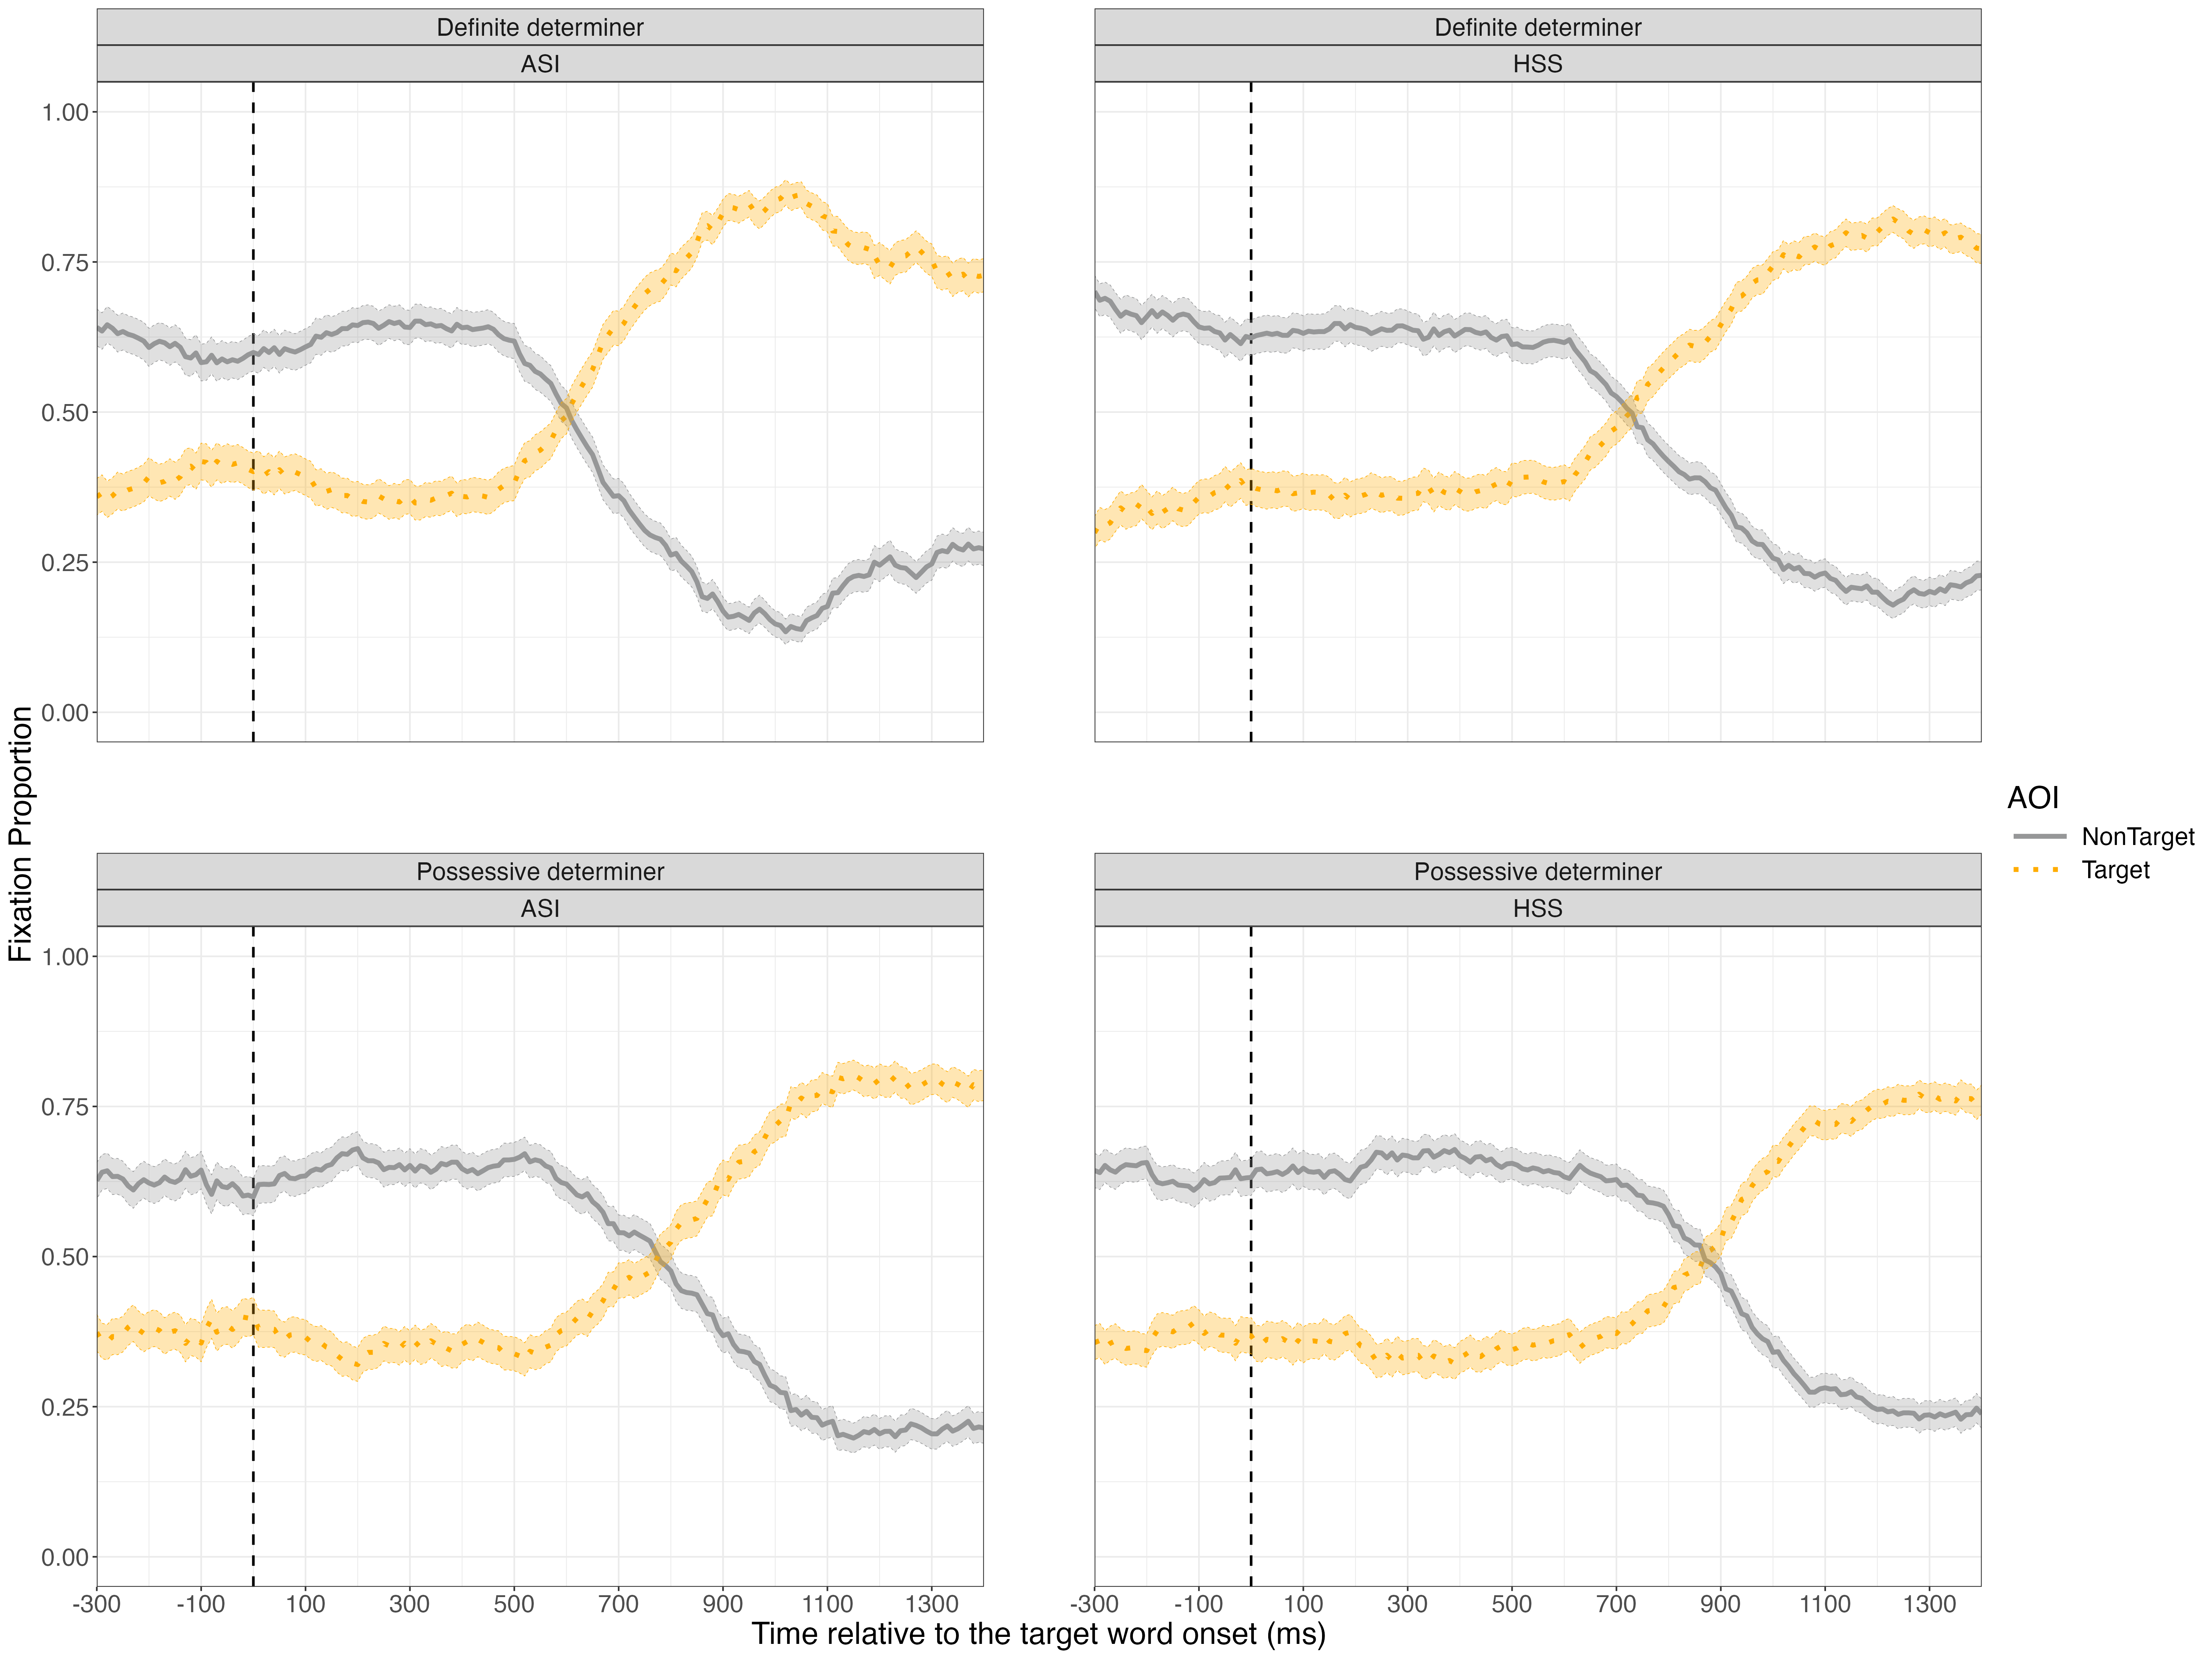 Definite determiner
ASI
Definite determiner
HSS
1.00
0.75
0.50
0.25
0.00
Fixation Proportion
AOI
NonTarget
Target
Possessive determiner
ASI
Possessive determiner
HSS
1.00
0.75
0.50
0.25
0.00
-300 -100 100 300 500 700 900 1100 1300
-300 -100 100 300 500 700 900 1100 1300
Time relative to the target word onset (ms)